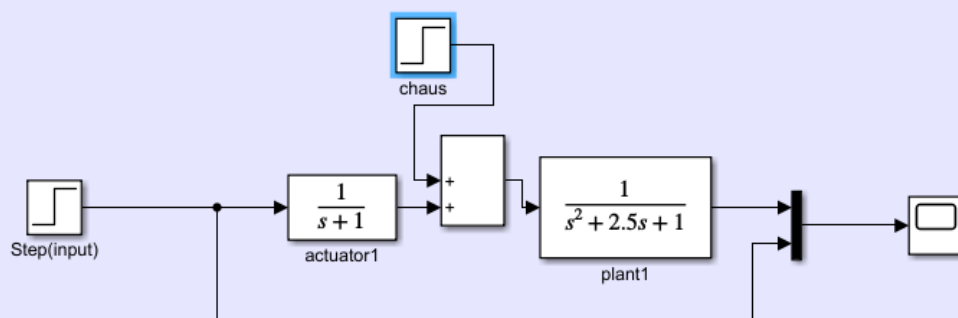 chaus
Step(input)
1
s + 1
actuator1
+
+
1
s² + 2.5s + 1
plant1